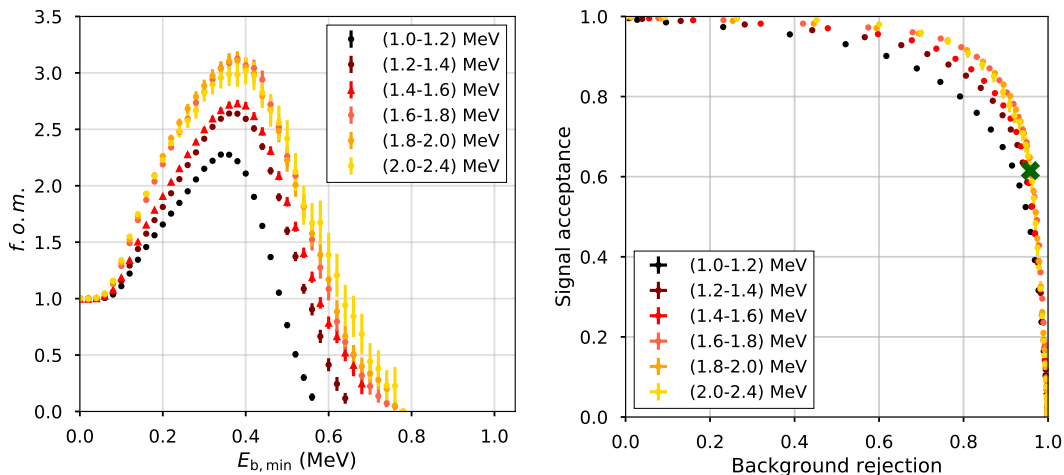 f.o.m.
3.5
3.0
2.5
2.0
1.5
1.0
0.5
0.0
0.0 0.2 0.4 0.6 0.8 1.0
E_b,min (MeV)
(1.0-1.2) MeV
(1.2-1.4) MeV
(1.4-1.6) MeV
(1.6-1.8) MeV
(1.8-2.0) MeV
(2.0-2.4) MeV
Signal acceptance
1.0
0.8
0.6
0.4
0.2
0.0
0.0 0.2 0.4 0.6 0.8 1.0
Background rejection
(1.0-1.2) MeV
(1.2-1.4) MeV
(1.4-1.6) MeV
(1.6-1.8) MeV
(1.8-2.0) MeV
(2.0-2.4) MeV